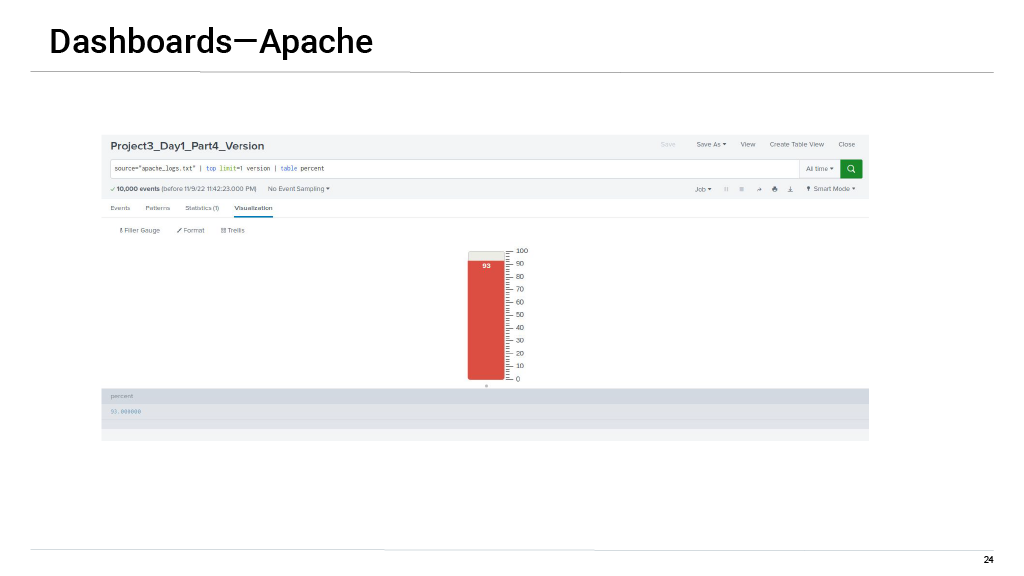 Dashboards—Apache
Project3_Day1_Part4_Version
Save Save As ▾ View Create Table View Close
source="apache_logs.txt" | top limit=1 version | table percent
All time ▾
✓ 10,000 events (before 11/9/22 11:42:23.000 PM) No Event Sampling ▾
Job ▾ Smart Mode ▾
Events Patterns Statistics (1) Visualization
Filler Gauge Format Trellis
93
100
90
80
70
60
50
40
30
20
10
0
percent
93.000000
24